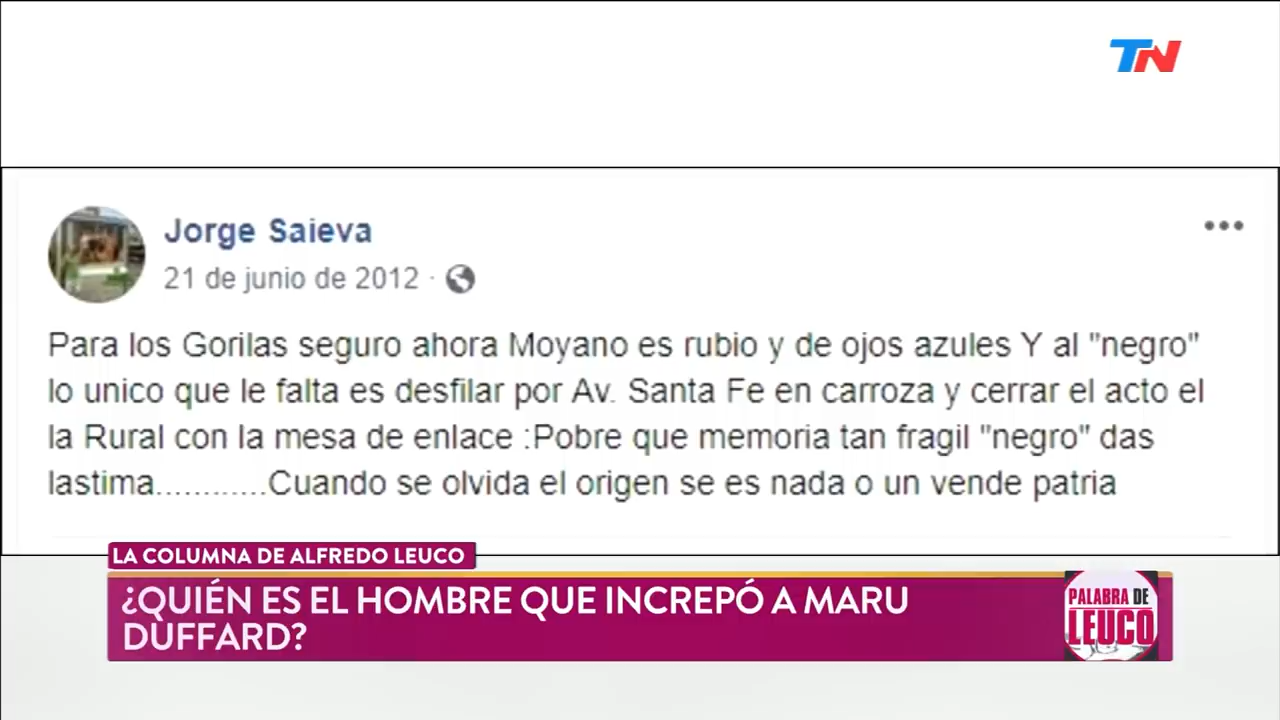 TN
Jorge Saieva
21 de junio de 2012 ·
Para los Gorilas seguro ahora Moyano es rubio y de ojos azules Y al "negro"
lo unico que le falta es desfilar por Av. Santa Fe en carroza y cerrar el acto el
la Rural con la mesa de enlace :Pobre que memoria tan fragil "negro" das
lastima............Cuando se olvida el origen se es nada o un vende patria
LA COLUMNA DE ALFREDO LEUCO
¿QUIÉN ES EL HOMBRE QUE INCREPÓ A MARU
DUFFARD?
PALABRA DE
LEUCO